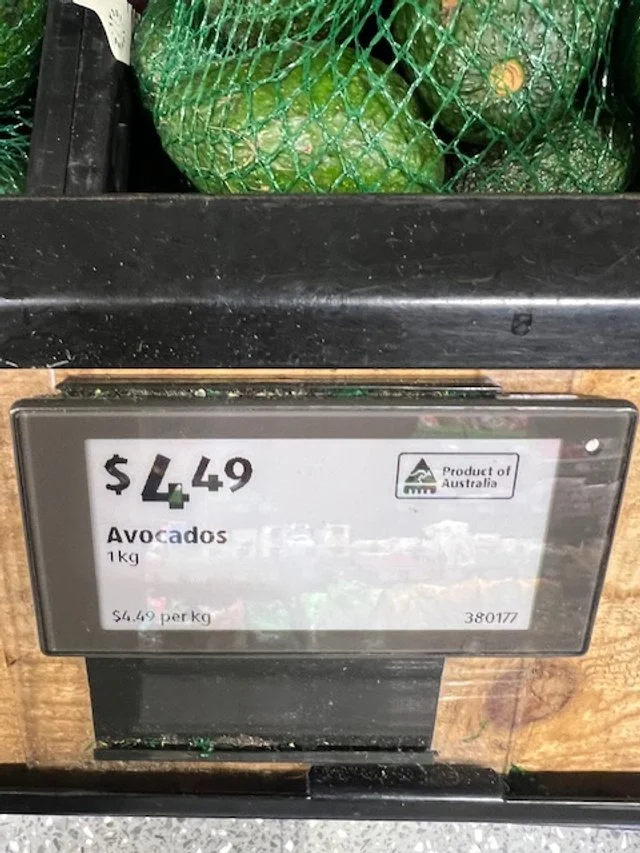 $4.49
Product of
Australia
Avocados
1kg
$4.49 per kg
380177